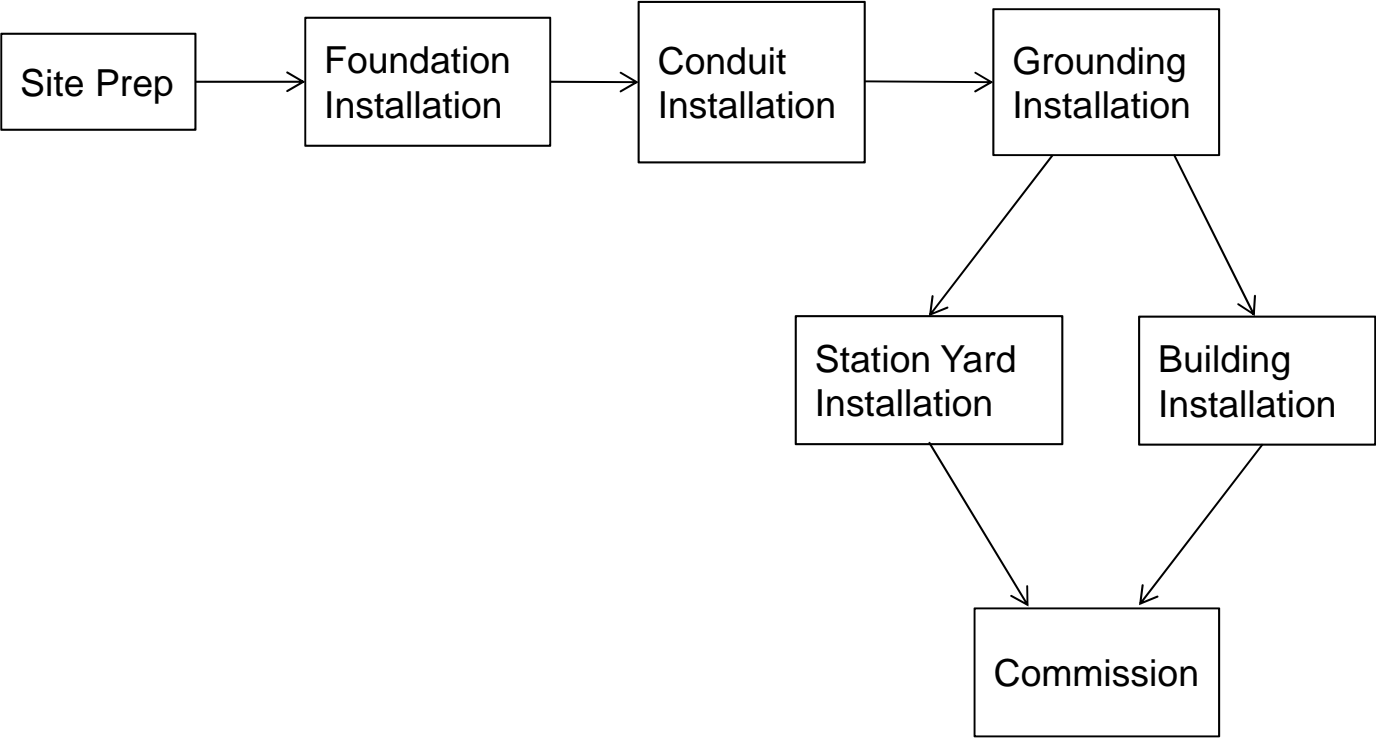 Site Prep
Foundation
Installation
Conduit
Installation
Grounding
Installation
Station Yard
Installation
Building
Installation
Commission